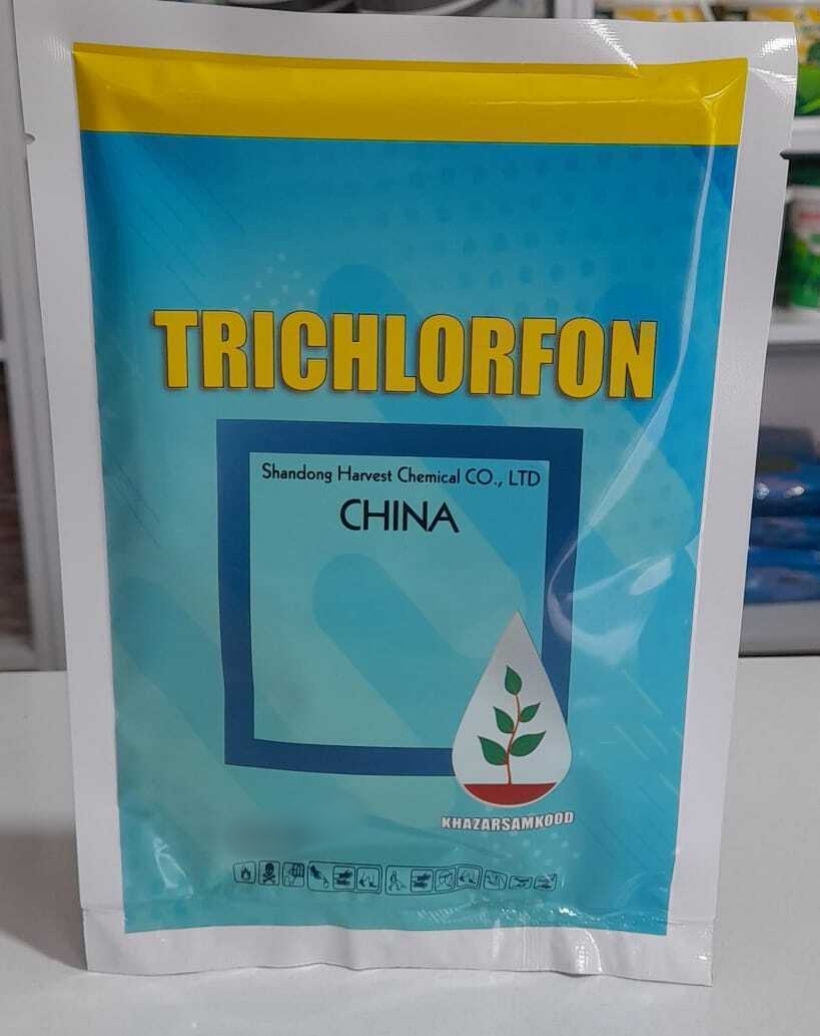 TRICHLORFON
Shandong Harvest Chemical CO., LTD
CHINA
KHAZARSAMKOOD